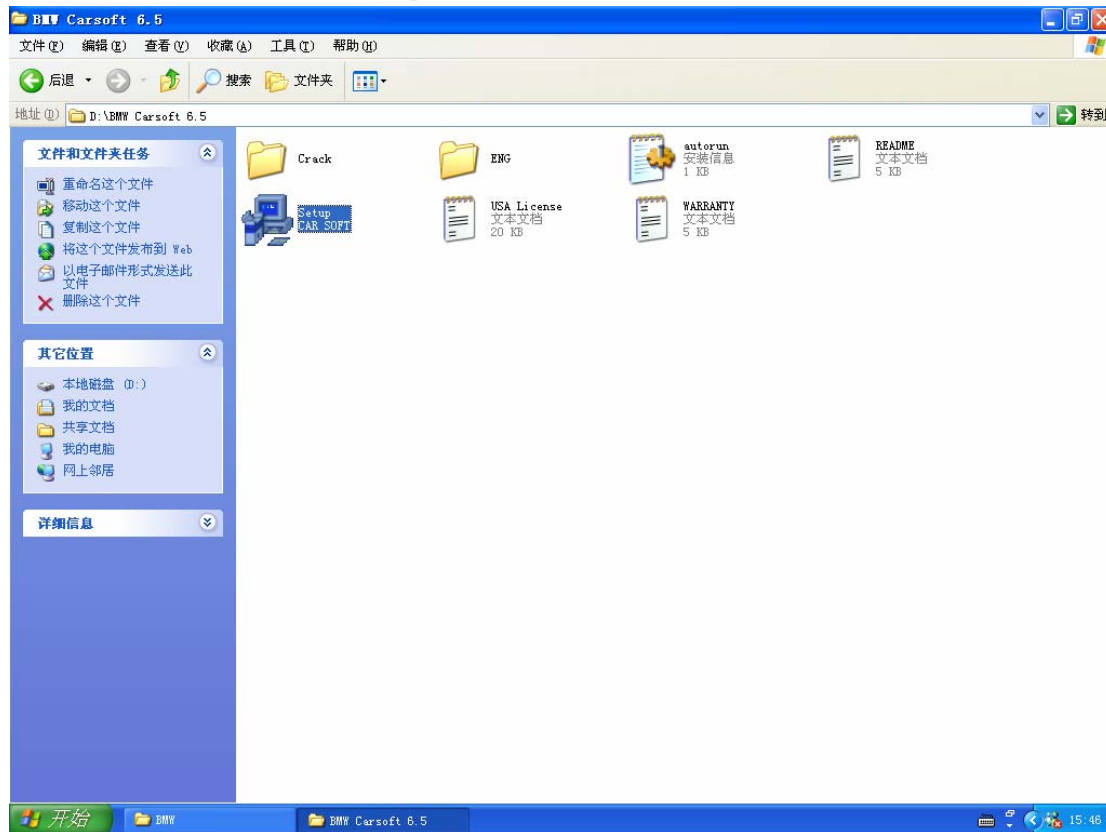 BMW Carsoft 6.5
文件(F) 编辑(E) 查看(V) 收藏(A) 工具(T) 帮助(H)
后退 搜索 文件夹
地址(D) D:\BMW Carsoft 6.5 转到
文件和文件夹任务
重命名这个文件
移动这个文件
复制这个文件
将这个文件发布到 Web
以电子邮件形式发送此
文件
删除这个文件
其它位置
本地磁盘 (D:)
我的文档
共享文档
我的电脑
网上邻居
详细信息
Crack
ENG
autorun
安装信息
1 KB
README
文本文档
5 KB
Setup
CAR SOFT
USA License
文本文档
20 KB
WARRANTY
文本文档
5 KB
开始 BMW BMW Carsoft 6.5 15:46